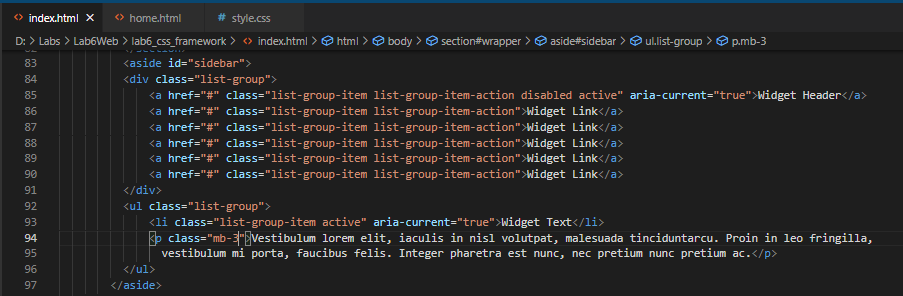 index.html × home.html # style.css
D: > Labs > Lab6Web > lab6_css_framework > index.html > html > body > section#wrapper > aside#sidebar > ul.list-group > p.mb-3
83 <aside id="sidebar">
84 <div class="list-group">
85 <a href="#" class="list-group-item list-group-item-action disabled active" aria-current="true">Widget Header</a>
86 <a href="#" class="list-group-item list-group-item-action">Widget Link</a>
87 <a href="#" class="list-group-item list-group-item-action">Widget Link</a>
88 <a href="#" class="list-group-item list-group-item-action">Widget Link</a>
89 <a href="#" class="list-group-item list-group-item-action">Widget Link</a>
90 <a href="#" class="list-group-item list-group-item-action">Widget Link</a>
91 </div>
92 <ul class="list-group">
93 <li class="list-group-item active" aria-current="true">Widget Text</li>
94 <p class="mb-3">Vestibulum lorem elit, iaculis in nisl volutpat, malesuada tinciduntarcu. Proin in leo fringilla,
95 vestibulum mi porta, faucibus felis. Integer pharetra est nunc, nec pretium nunc pretium ac.</p>
96 </ul>
97 </aside>